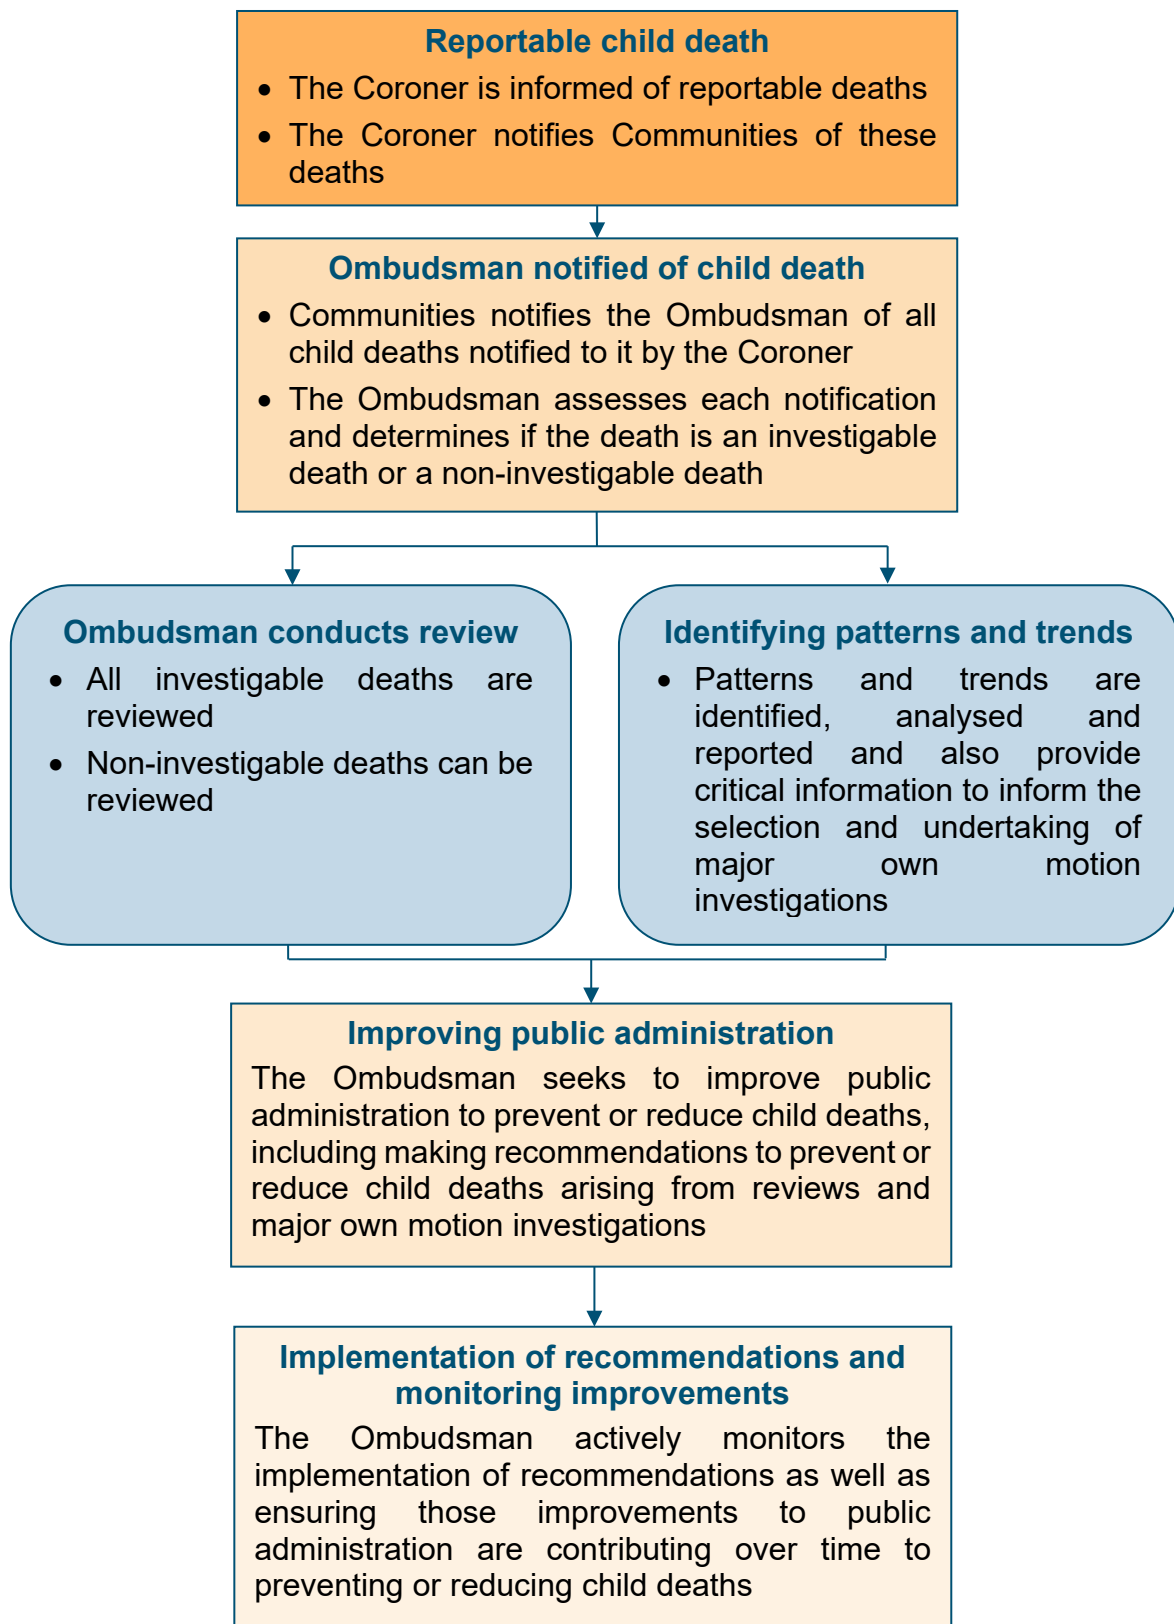 Reportable child death
• The Coroner is informed of reportable deaths
• The Coroner notifies Communities of these
deaths
Ombudsman notified of child death
• Communities notifies the Ombudsman of all
child deaths notified to it by the Coroner
• The Ombudsman assesses each notification
and determines if the death is an investigable
death or a non-investigable death
Ombudsman conducts review
• All investigable deaths are
reviewed
• Non-investigable deaths can be
reviewed
Identifying patterns and trends
• Patterns and trends are
identified, analysed and
reported and also provide
critical information to inform the
selection and undertaking of
major own motion
investigations
Improving public administration
The Ombudsman seeks to improve public
administration to prevent or reduce child deaths,
including making recommendations to prevent or
reduce child deaths arising from reviews and
major own motion investigations
Implementation of recommendations and
monitoring improvements
The Ombudsman actively monitors the
implementation of recommendations as well as
ensuring those improvements to public
administration are contributing over time to
preventing or reducing child deaths